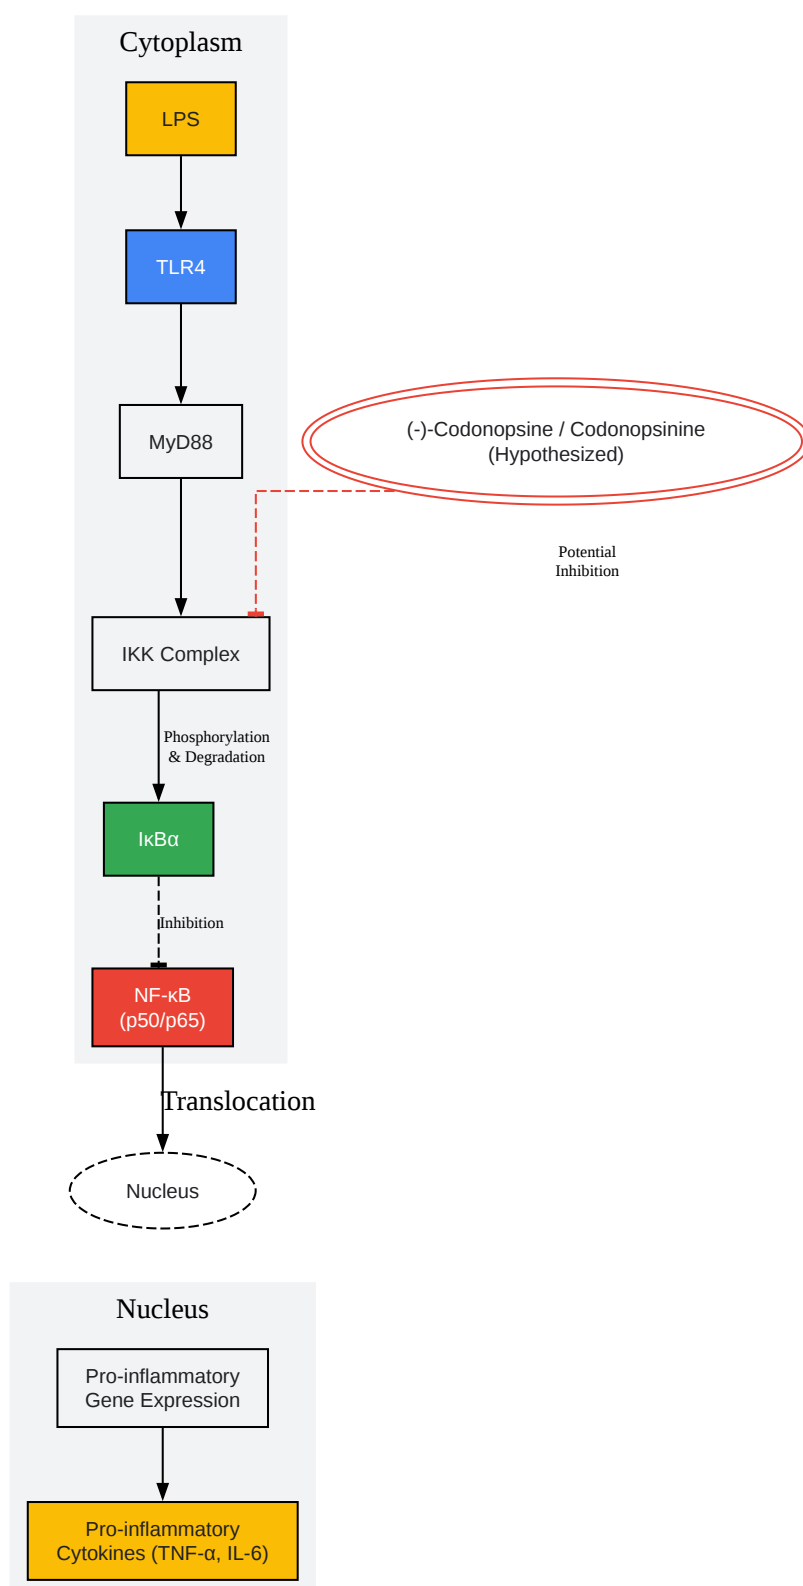 Cytoplasm
LPS
TLR4
MyD88
(-)-Codonopsine / Codonopsinine
(Hypothesized)
Potential
Inhibition
IKK Complex
Phosphorylation
& Degradation
IκBα
Inhibition
NF-κB
(p50/p65)
Translocation
Nucleus
Nucleus
Pro-inflammatory
Gene Expression
Pro-inflammatory
Cytokines (TNF-α, IL-6)